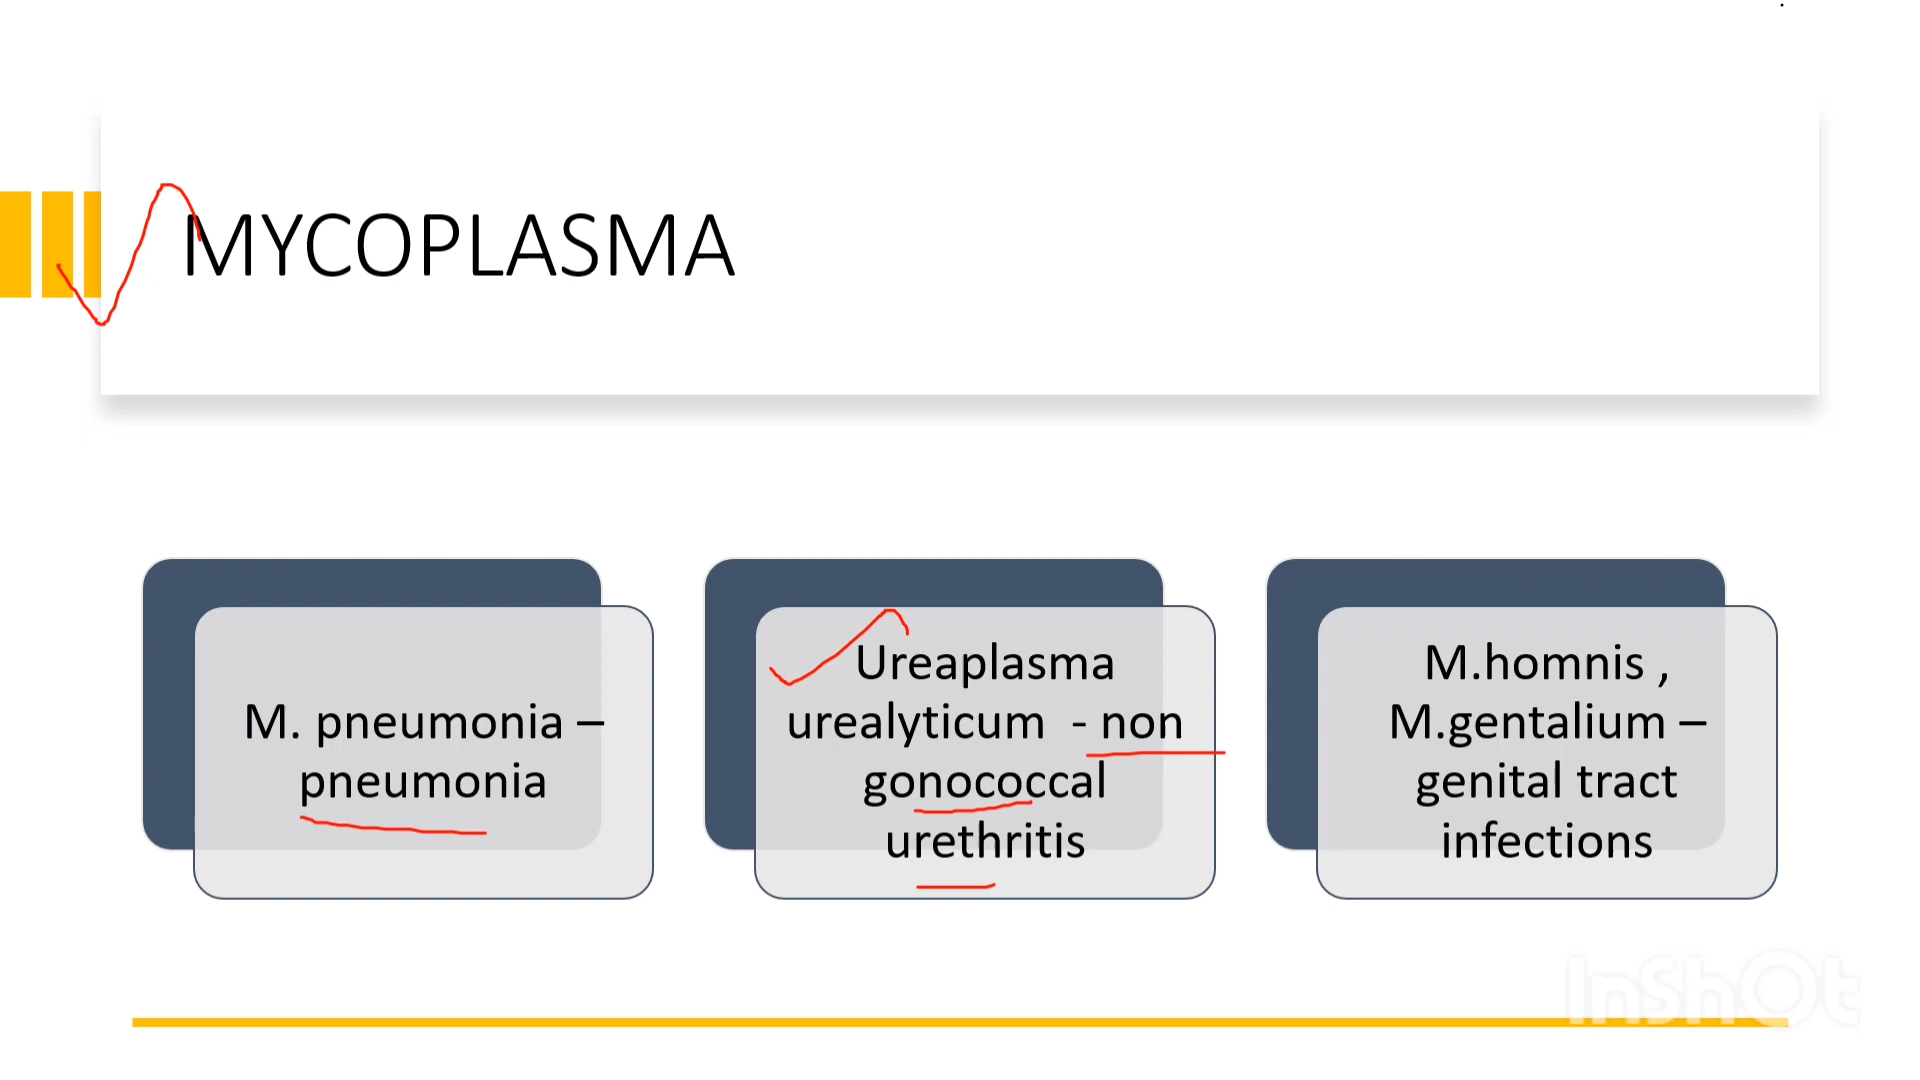 MYCOPLASMA
M. pneumonia –
pneumonia
Ureaplasma
urealyticum - non
gonococcal
urethritis
M.homnis ,
M.gentalium –
genital tract
infections
InShOt